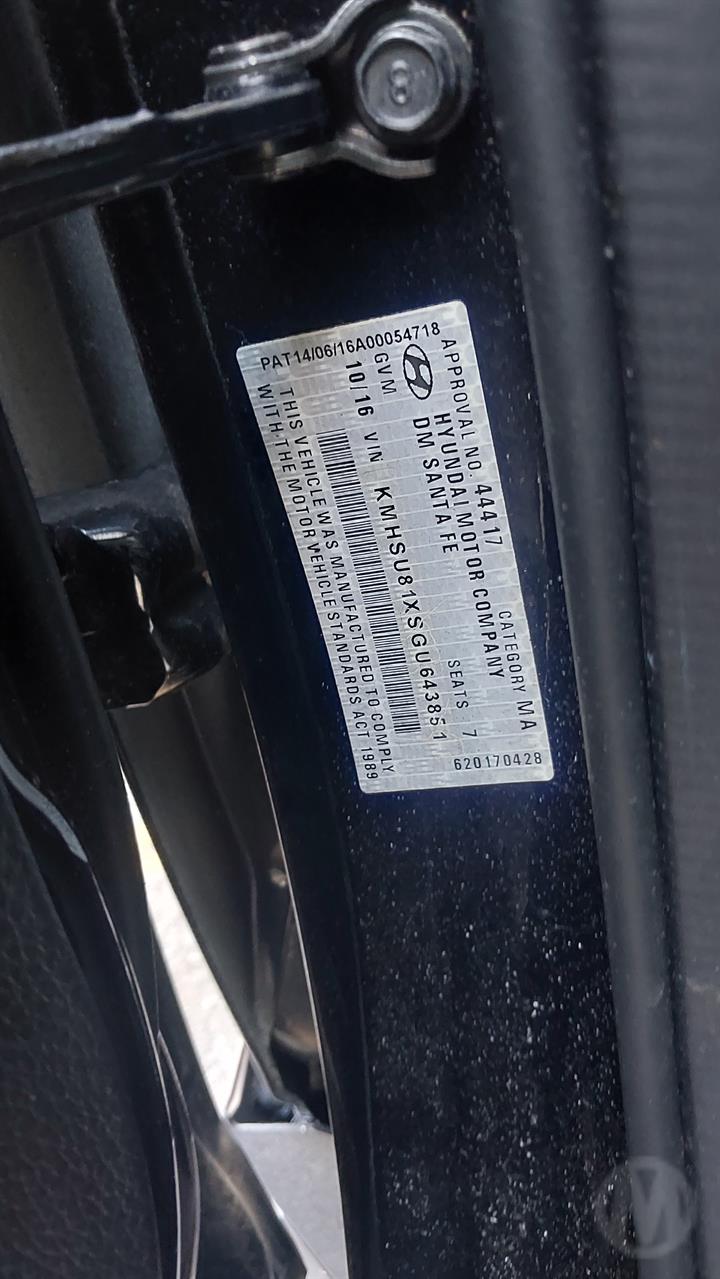 APPROVAL NO. 44417 CATEGORY MA
HYUNDAI MOTOR COMPANY
DM SANTA FE SEATS 7
GVM
620170428
10/16 VIN KMHSU81XSGU643851
THIS VEHICLE WAS MANUFACTURED TO COMPLY
WITH THE MOTOR VEHICLE STANDARDS ACT 1989
PAT14/06/16A00054718
8
M